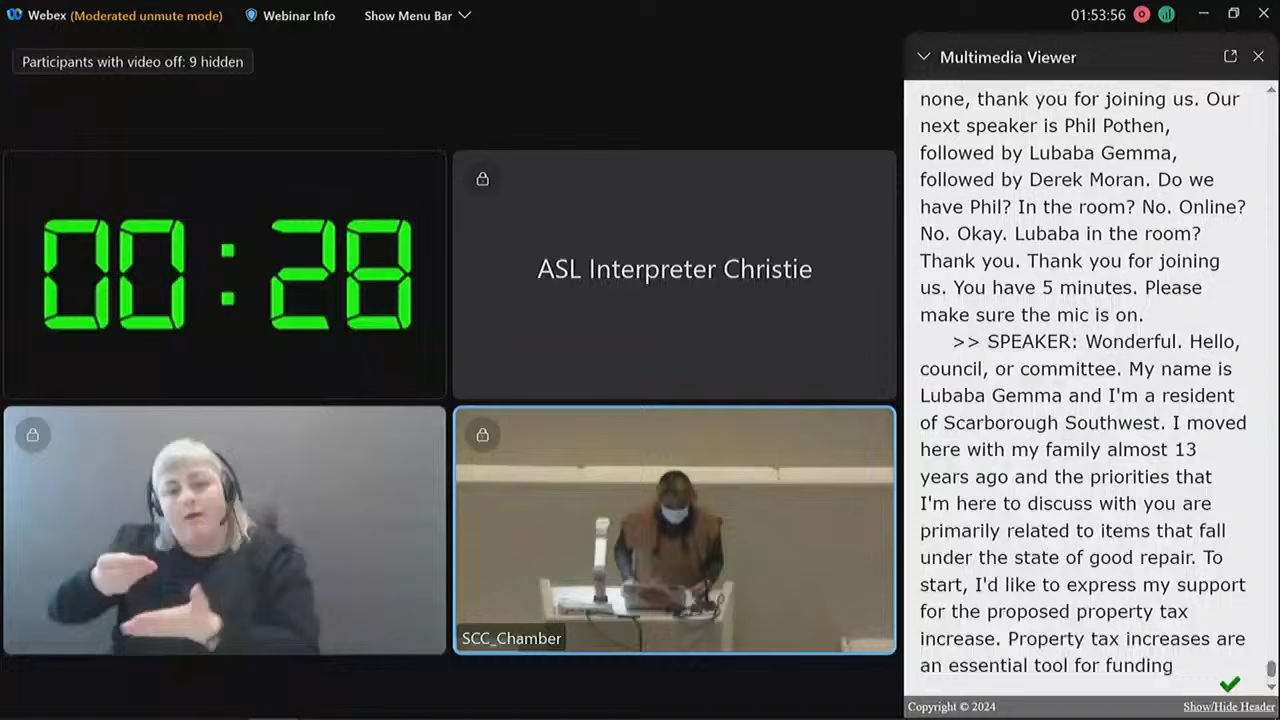 Webex (Moderated unmute mode) Webinar Info Show Menu Bar 01:53:56
Participants with video off: 9 hidden
00:28
ASL Interpreter Christie
SCC_Chamber
Multimedia Viewer
none, thank you for joining us. Our
next speaker is Phil Pothen,
followed by Lubaba Gemma,
followed by Derek Moran. Do we
have Phil? In the room? No. Online?
No. Okay. Lubaba in the room?
Thank you. Thank you for joining
us. You have 5 minutes. Please
make sure the mic is on.
>> SPEAKER: Wonderful. Hello,
council, or committee. My name is
Lubaba Gemma and I'm a resident
of Scarborough Southwest. I moved
here with my family almost 13
years ago and the priorities that
I'm here to discuss with you are
primarily related to items that fall
under the state of good repair. To
start, I'd like to express my support
for the proposed property tax
increase. Property tax increases are
an essential tool for funding
Copyright © 2024 Show/Hide Header